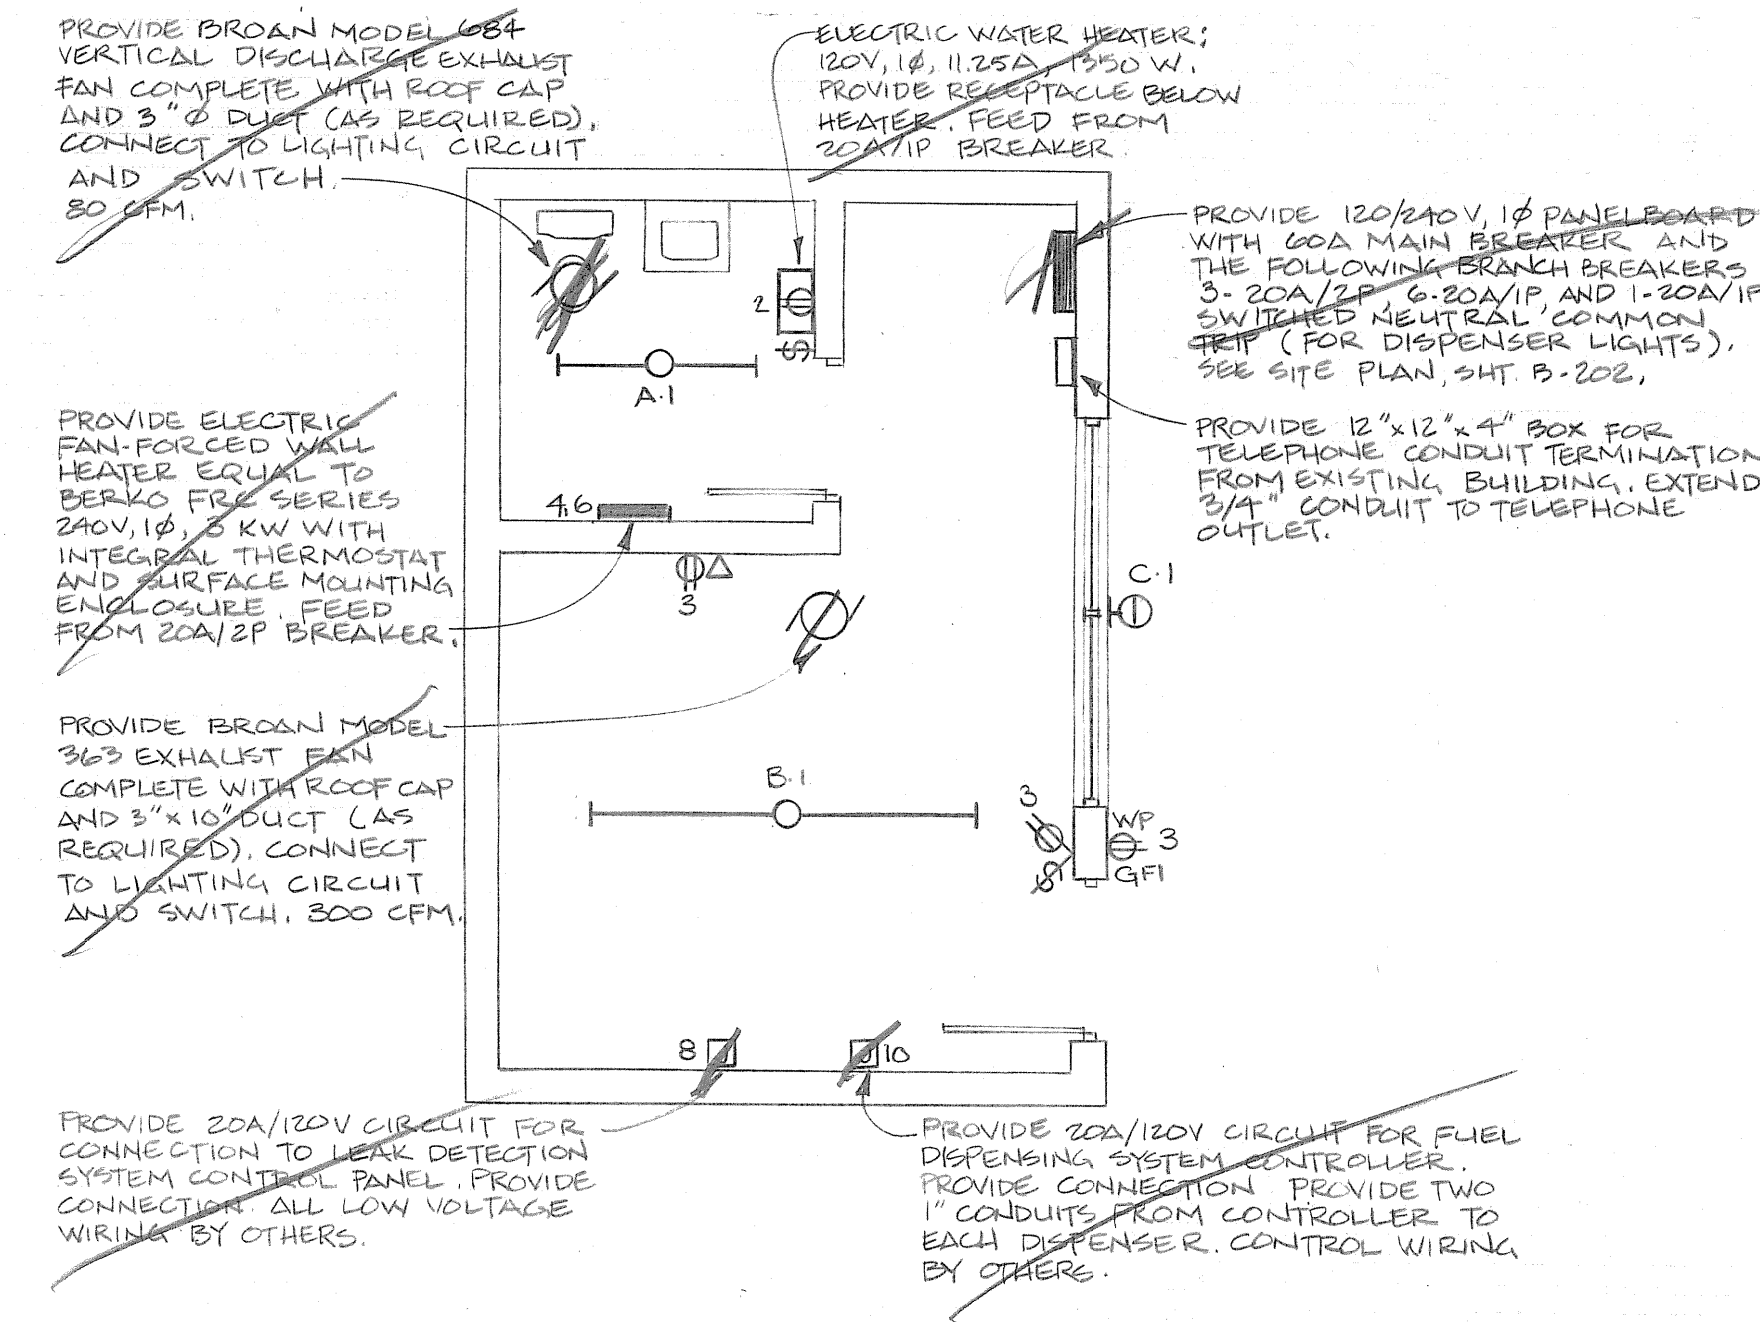 PROVIDE BROAN MODEL 684
VERTICAL DISCHARGE EXHAUST
FAN COMPLETE WITH ROOF CAP
AND 3"Ø DUCT (AS REQUIRED),
CONNECT TO LIGHTING CIRCUIT
AND SWITCH.
80 CFM.
ELECTRIC WATER HEATER;
120V, 1Ø, 11.25A, 1350 W.
PROVIDE RECEPTACLE BELOW
HEATER. FEED FROM
20A/1P BREAKER.
PROVIDE 120/240V, 1Ø PANELBOARD
WITH 60A MAIN BREAKER AND
THE FOLLOWING BRANCH BREAKERS
3-20A/2P, 6-20A/1P, AND 1-20A/1P
SWITCHED NEUTRAL COMMON
TRIP (FOR DISPENSER LIGHTS).
SEE SITE PLAN, SHT. B-202.
2
$
A·1
PROVIDE ELECTRIC
FAN-FORCED WALL
HEATER EQUAL TO
BERKO FRC SERIES
240V, 1Ø, 3 KW WITH
INTEGRAL THERMOSTAT
AND SURFACE MOUNTING
ENCLOSURE. FEED
FROM 20A/2P BREAKER.
PROVIDE 12"x12"x4" BOX FOR
TELEPHONE CONDUIT TERMINATION
FROM EXISTING BUILDING. EXTEND
3/4" CONDUIT TO TELEPHONE
OUTLET.
4,6
3
C·1
PROVIDE BROAN MODEL
363 EXHAUST FAN
COMPLETE WITH ROOF CAP
AND 3"x10" DUCT (AS
REQUIRED). CONNECT
TO LIGHTING CIRCUIT
AND SWITCH. 300 CFM.
B·1
3
$
WP
3
GFI
8
10
PROVIDE 20A/120V CIRCUIT FOR
CONNECTION TO LEAK DETECTION
SYSTEM CONTROL PANEL. PROVIDE
CONNECTION. ALL LOW VOLTAGE
WIRING BY OTHERS.
PROVIDE 20A/120V CIRCUIT FOR FUEL
DISPENSING SYSTEM CONTROLLER.
PROVIDE CONNECTION PROVIDE TWO
1" CONDUITS FROM CONTROLLER TO
EACH DISPENSER. CONTROL WIRING
BY OTHERS.